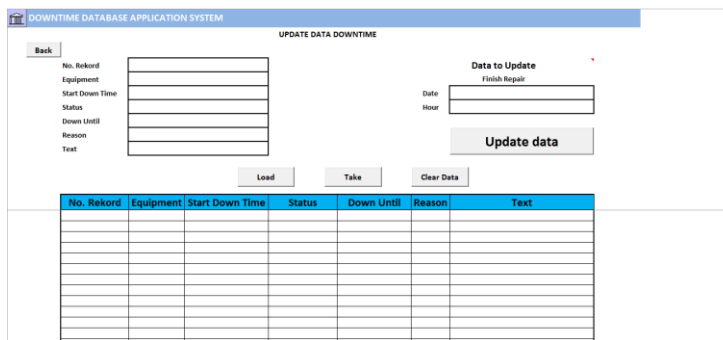 DOWNTIME DATABASE APPLICATION SYSTEM
UPDATE DATA DOWNTIME
Back
No. Rekord
Equipment
Start Down Time
Status
Down Until
Reason
Text
Data to Update
Finish Repair
Date
Hour
Update data
Load Take Clear Data
No. Rekord Equipment Start Down Time Status Down Until Reason Text